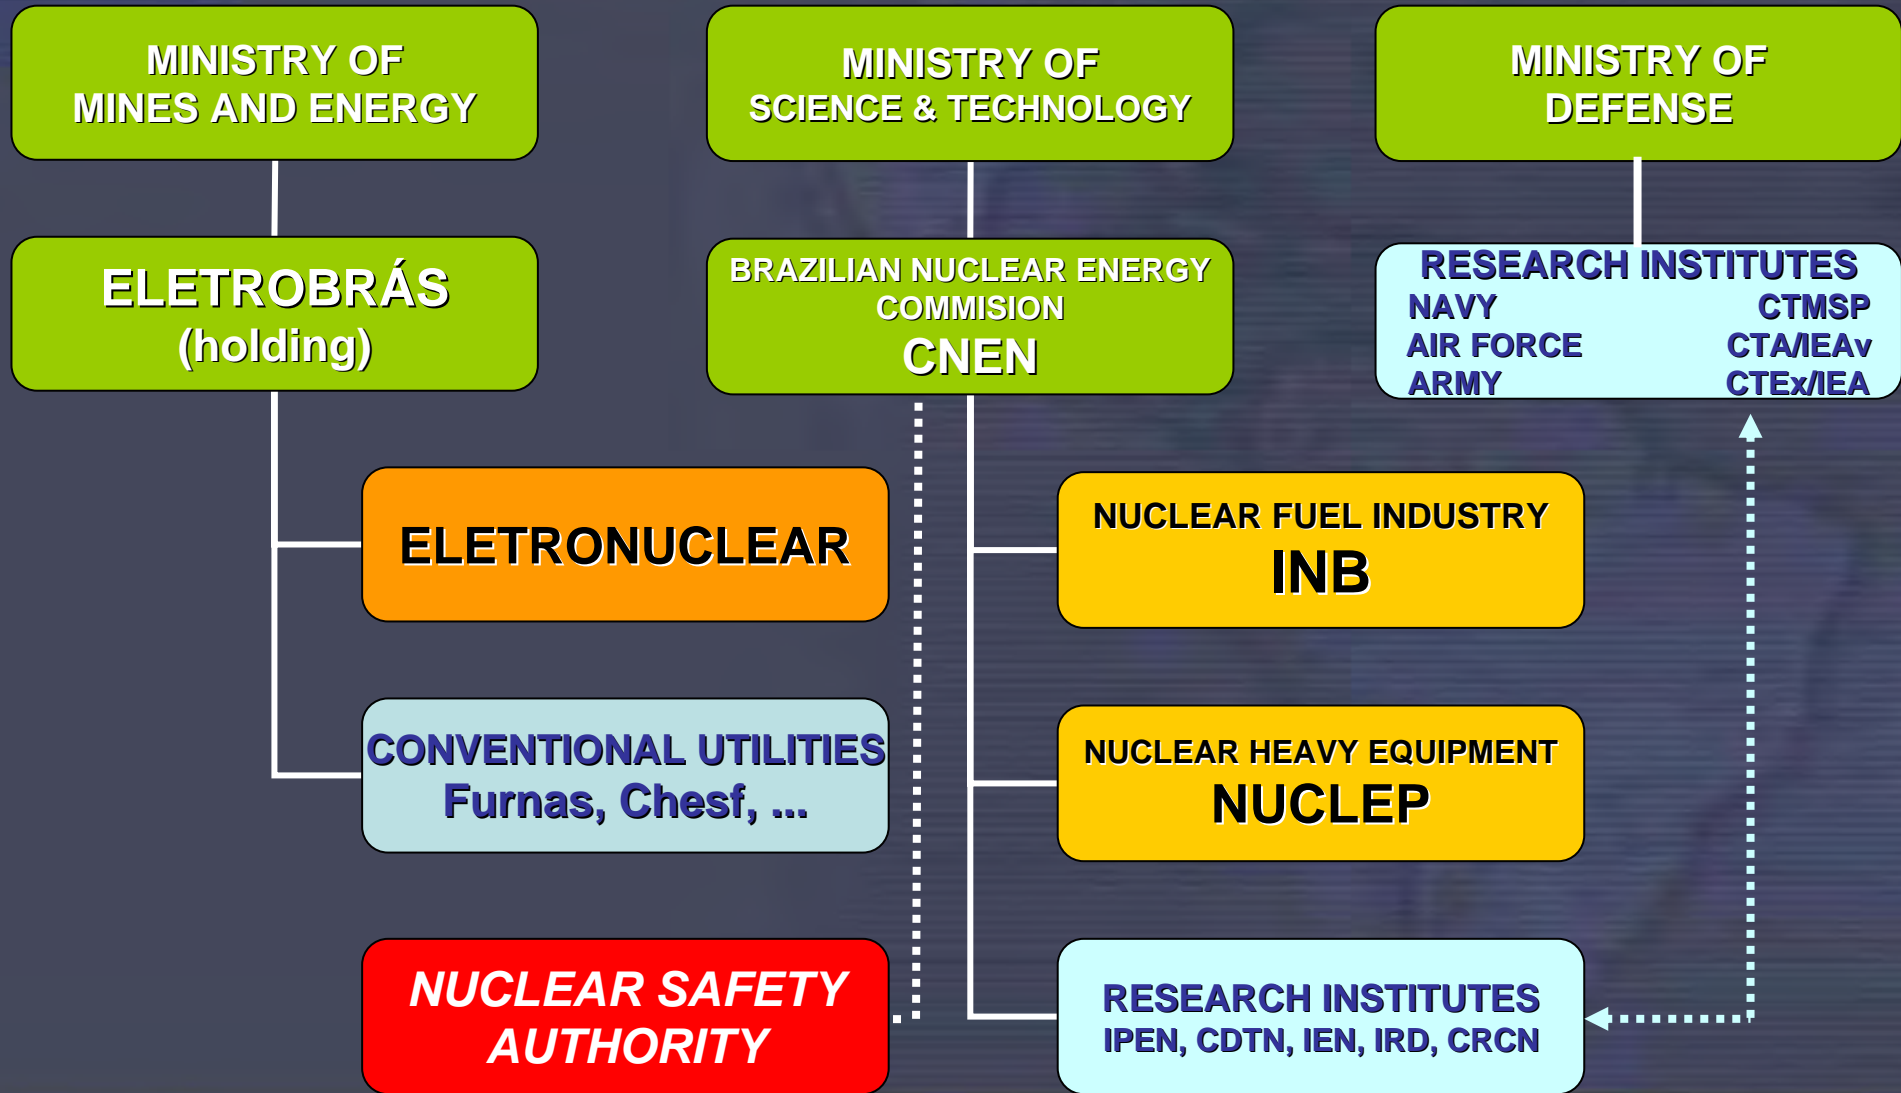 MINISTRY OF
MINES AND ENERGY
MINISTRY OF
SCIENCE & TECHNOLOGY
MINISTRY OF
DEFENSE
ELETROBRÁS
(holding)
BRAZILIAN NUCLEAR ENERGY
COMMISION
CNEN
RESEARCH INSTITUTES
NAVY CTMSP
AIR FORCE CTA/IEAv
ARMY CTEx/IEA
ELETRONUCLEAR
NUCLEAR FUEL INDUSTRY
INB
CONVENTIONAL UTILITIES
Furnas, Chesf, ...
NUCLEAR HEAVY EQUIPMENT
NUCLEP
NUCLEAR SAFETY
AUTHORITY
RESEARCH INSTITUTES
IPEN, CDTN, IEN, IRD, CRCN